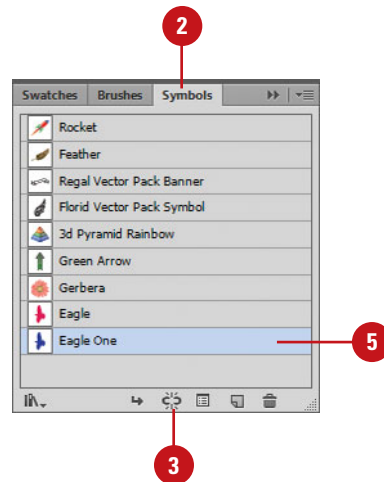 2
Swatches Brushes Symbols
Rocket
Feather
Regal Vector Pack Banner
Florid Vector Pack Symbol
3d Pyramid Rainbow
Green Arrow
Gerbera
Eagle
Eagle One
5
3